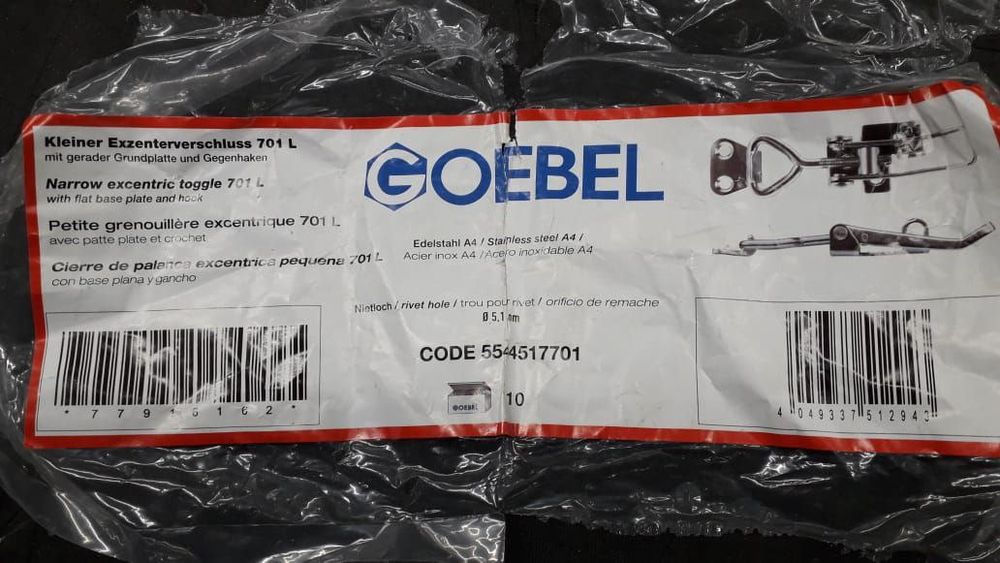 Kleiner Exzenterverschluss 701 L
mit gerader Grundplatte und Gegenhaken
Narrow excentric toggle 701 L
with flat base plate and hook
Petite grenouillère excentrique 701 L
avec patte plate et crochet
Cierre de palanca excentrica pequena 701 L
con base plana y gancho
*77916162*
GOEBEL
Edelstahl A4 / Stainless steel A4 /
Acier inox A4 / Acero inoxidable A4
Nietloch / rivet hole / trou pour rivet / orificio de remache
Ø 5,1 mm
CODE 554517701
GOEBEL
10
4 049337 512943